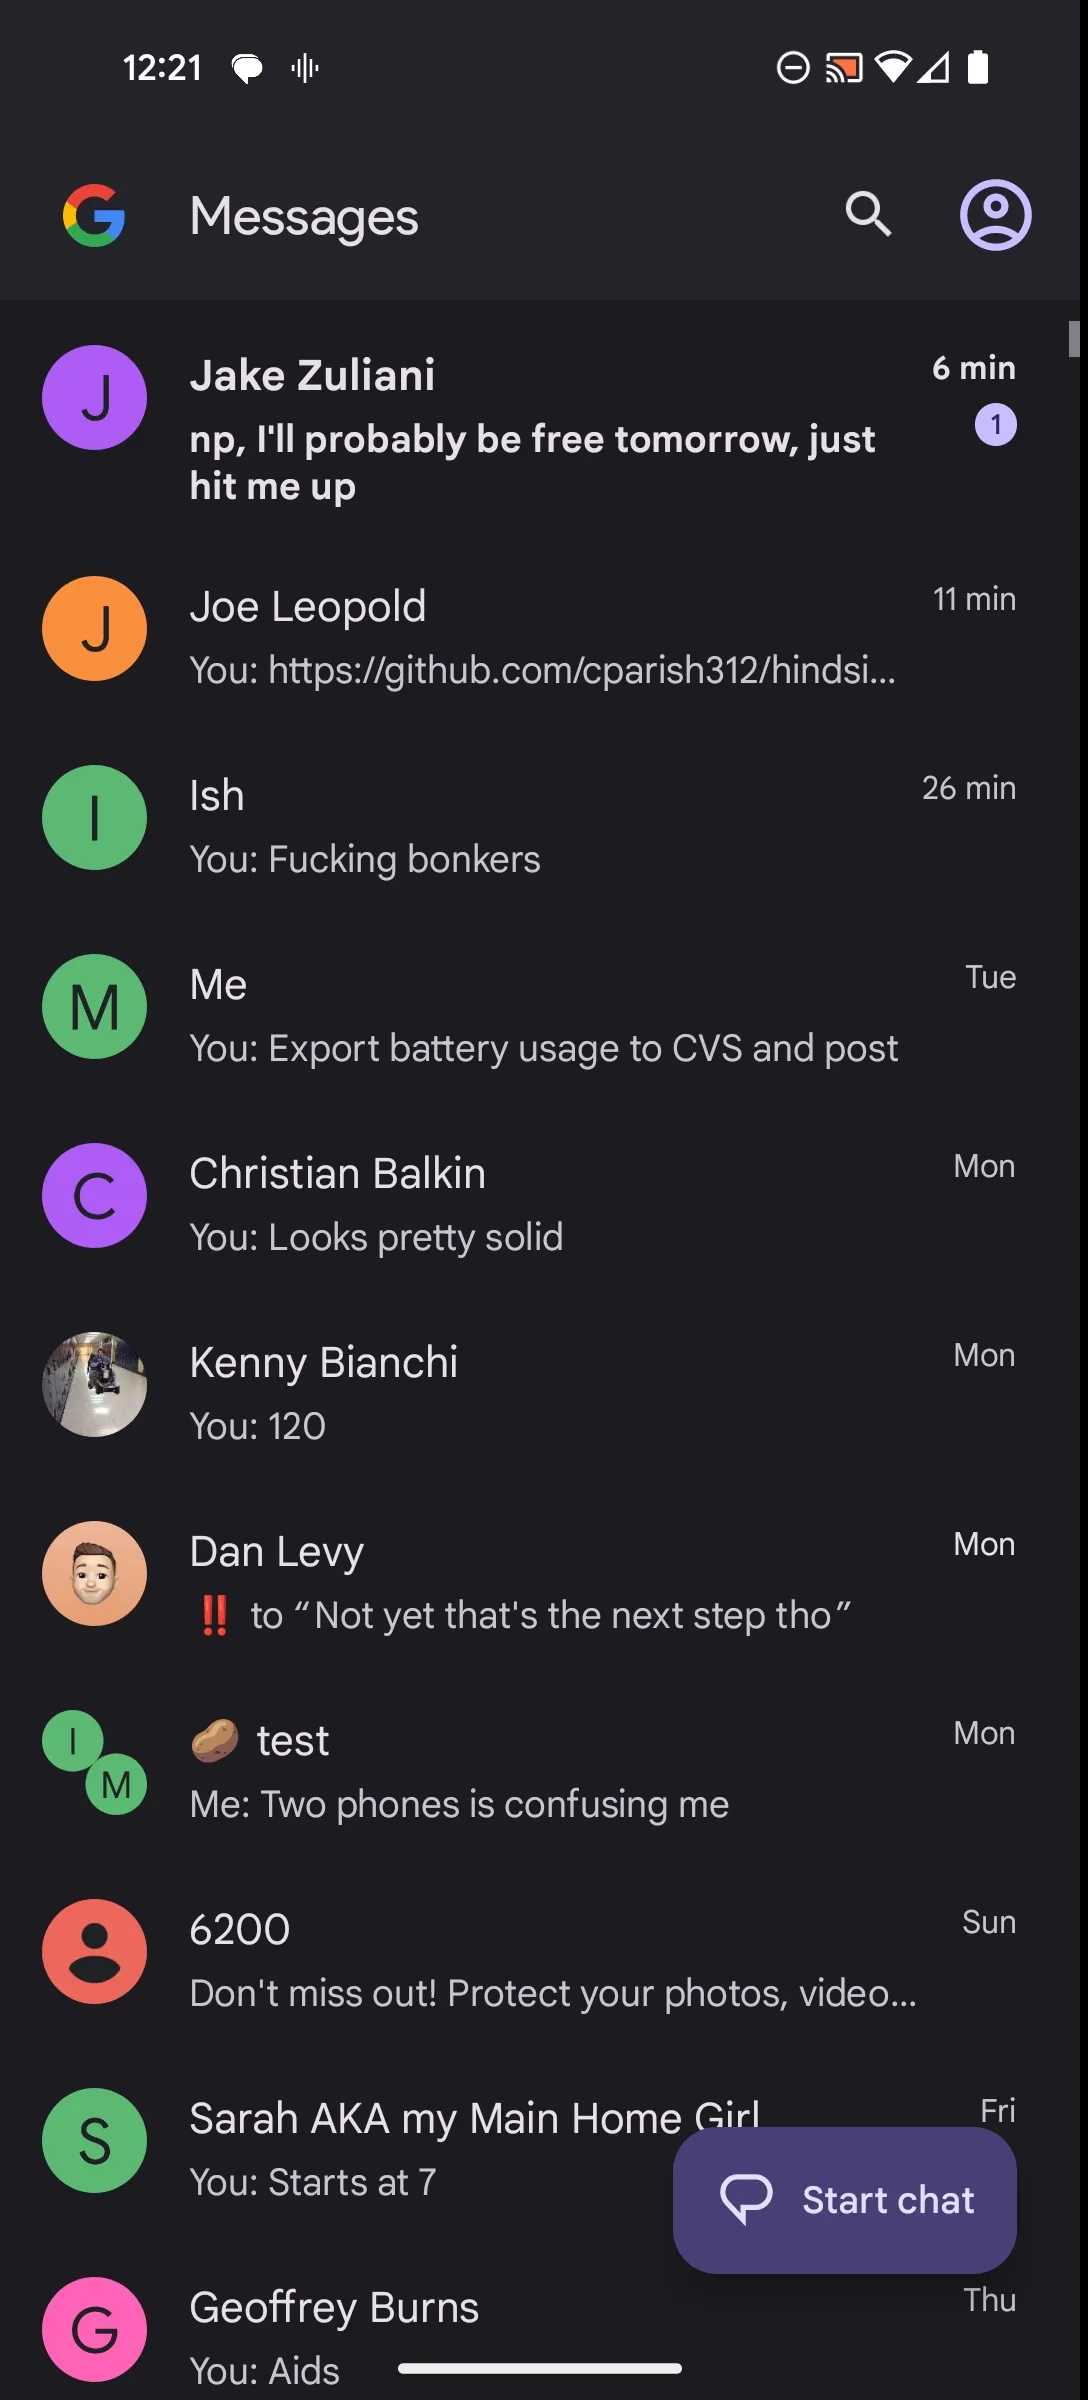 12:21
Messages
J
Jake Zuliani
6 min
np, I'll probably be free tomorrow, just
hit me up
1
J
Joe Leopold
11 min
You: https://github.com/cparish312/hindsi...
I
Ish
26 min
You: Fucking bonkers
M
Me
Tue
You: Export battery usage to CVS and post
C
Christian Balkin
Mon
You: Looks pretty solid
Kenny Bianchi
Mon
You: 120
Dan Levy
Mon
‼️ to “Not yet that's the next step tho”
I
M
🥔 test
Mon
Me: Two phones is confusing me
6200
Sun
Don't miss out! Protect your photos, video...
S
Sarah AKA my Main Home Girl
Fri
You: Starts at 7
Start chat
G
Geoffrey Burns
Thu
You: Aids